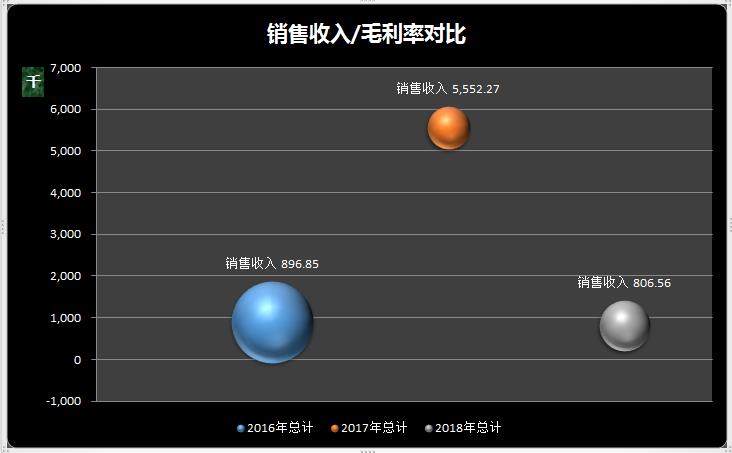 销售收入/毛利率对比
千
7,000
6,000
5,000
4,000
3,000
2,000
1,000
0
-1,000
销售收入 5,552.27
销售收入 896.85
销售收入 806.56
2016年总计 2017年总计 2018年总计